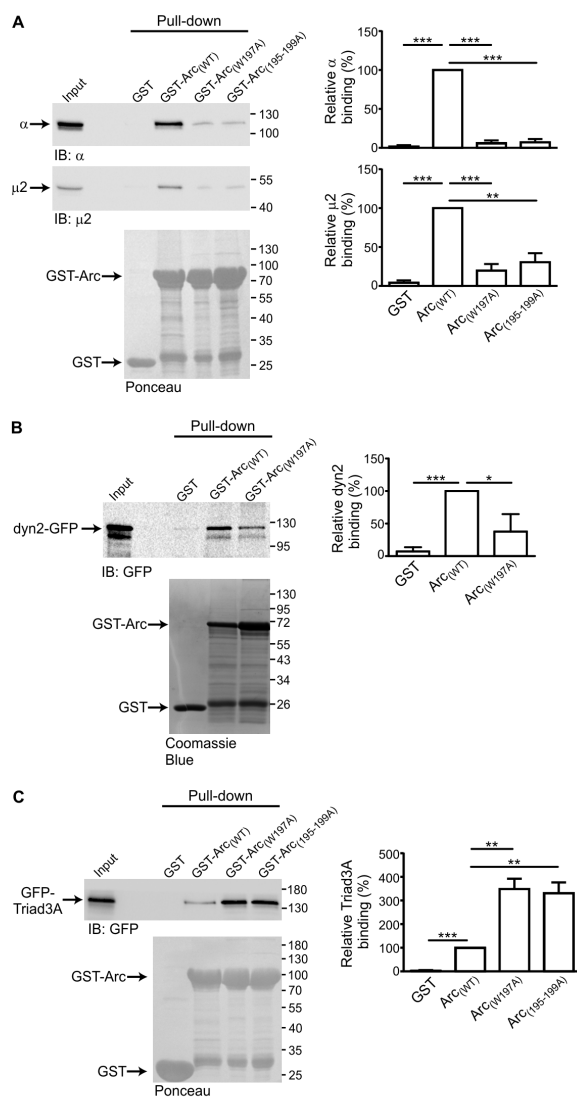 A
Pull-down
Input
GST
GST-Arc(WT)
GST-Arc(W197A)
GST-Arc(195-199A)
α
130
100
IB: α
μ2
55
40
IB: μ2
GST-Arc
130
100
70
55
40
35
25
GST
Ponceau
Relative α binding (%)
150
100
50
0
***
***
***
Relative μ2 binding (%)
150
100
50
0
***
***
**
GST
Arc(WT)
Arc(W197A)
Arc(195-199A)
B
Pull-down
Input
GST
GST-Arc(WT)
GST-Arc(W197A)
dyn2-GFP
130
95
IB: GFP
GST-Arc
130
95
72
55
43
34
26
GST
Coomassie
Blue
Relative dyn2 binding (%)
150
100
50
0
***
*
GST
Arc(WT)
Arc(W197A)
C
Pull-down
Input
GST
GST-Arc(WT)
GST-Arc(W197A)
GST-Arc(195-199A)
GFP-
Triad3A
180
130
IB: GFP
GST-Arc
180
130
100
70
50
40
35
25
GST
Ponceau
Relative Triad3A binding (%)
400
300
200
100
0
***
**
**
GST
Arc(WT)
Arc(W197A)
Arc(195-199A)